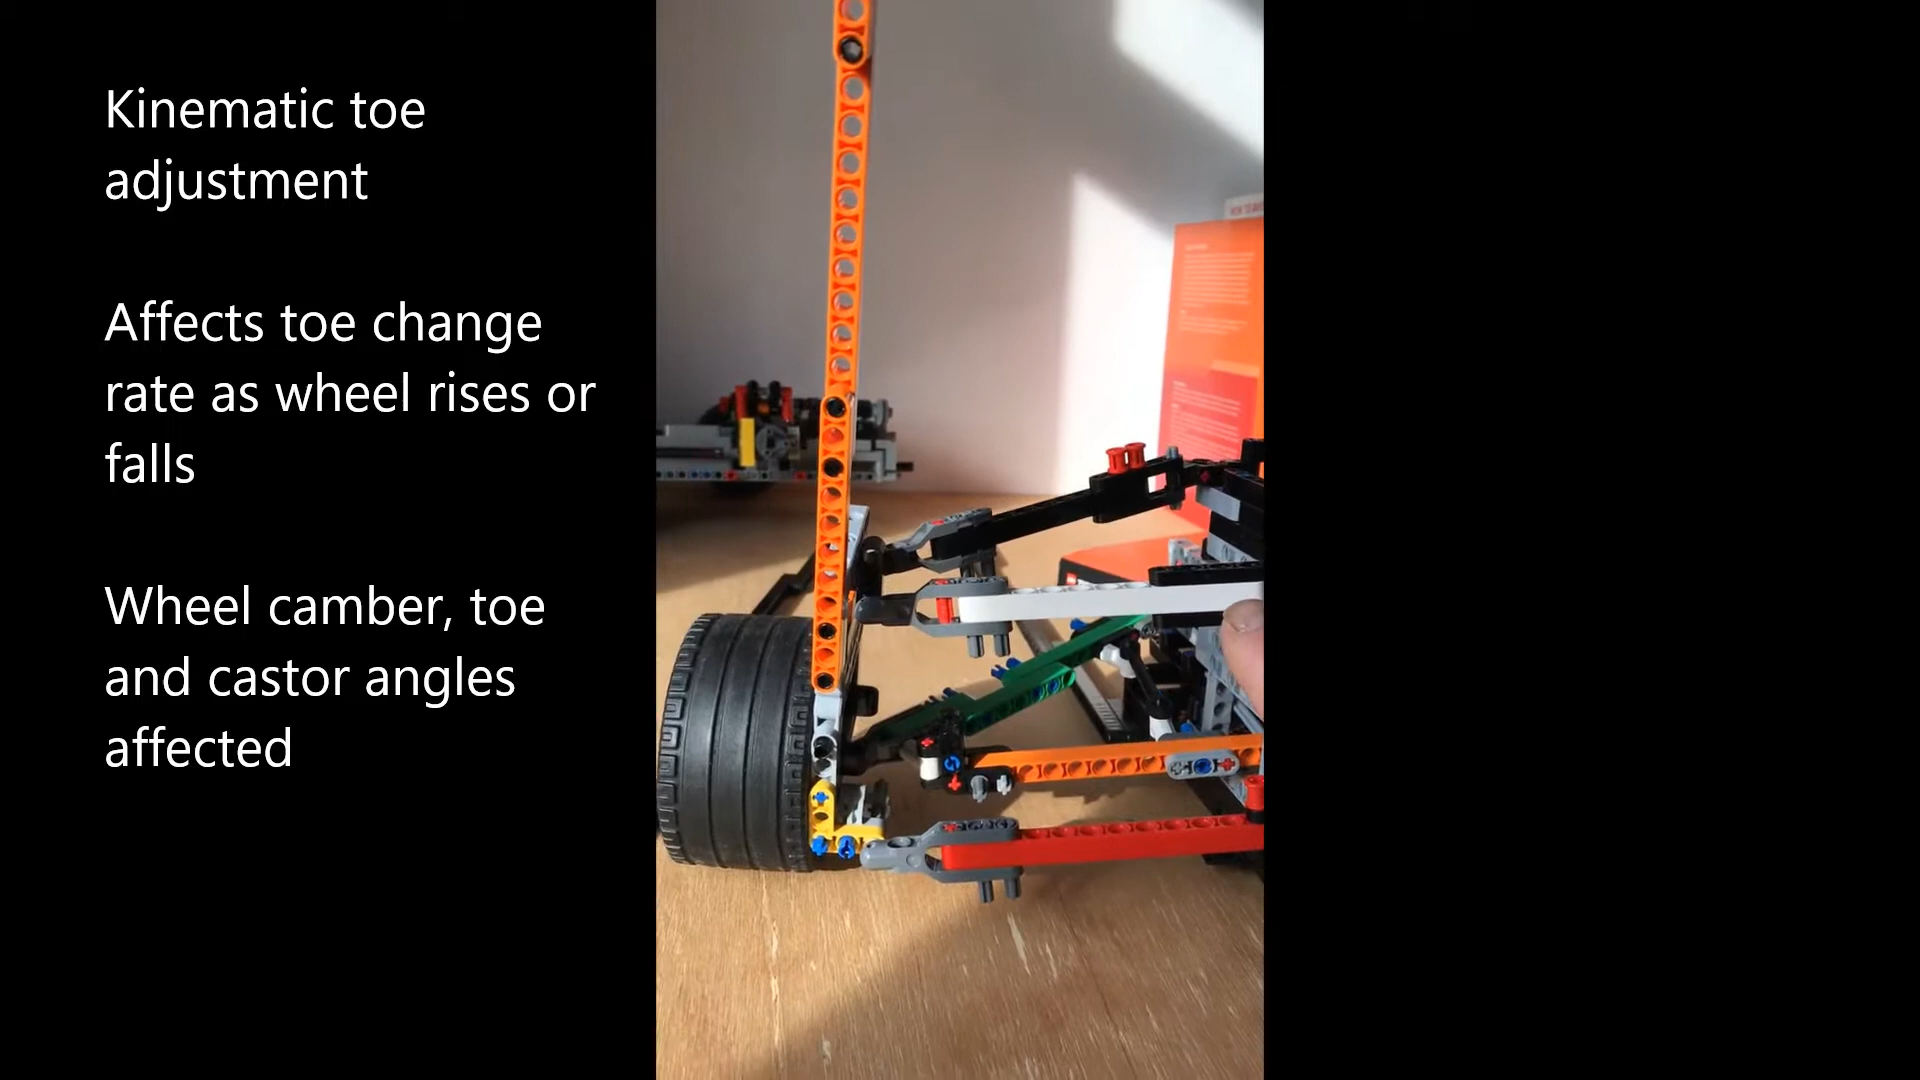 Kinematic toe
adjustment
Affects toe change
rate as wheel rises or
falls
Wheel camber, toe
and castor angles
affected